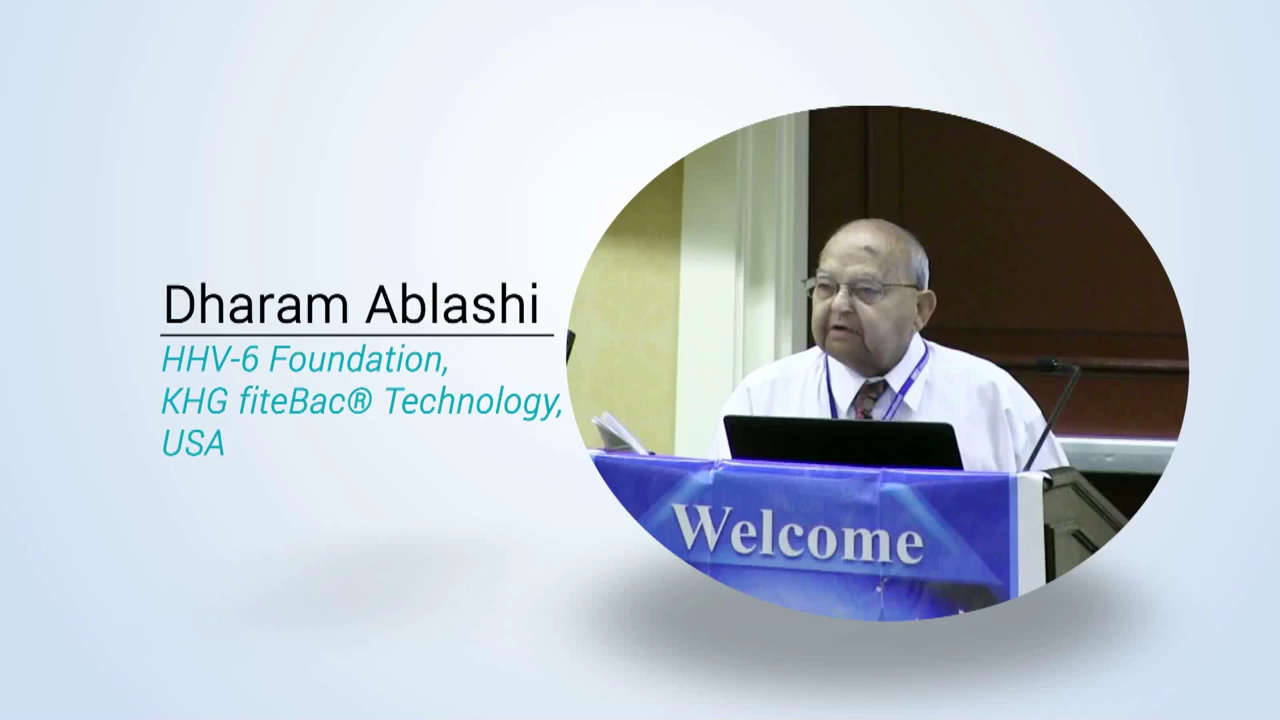 Dharam Ablashi
HHV-6 Foundation,
KHG fiteBac® Technology,
USA
Welcome